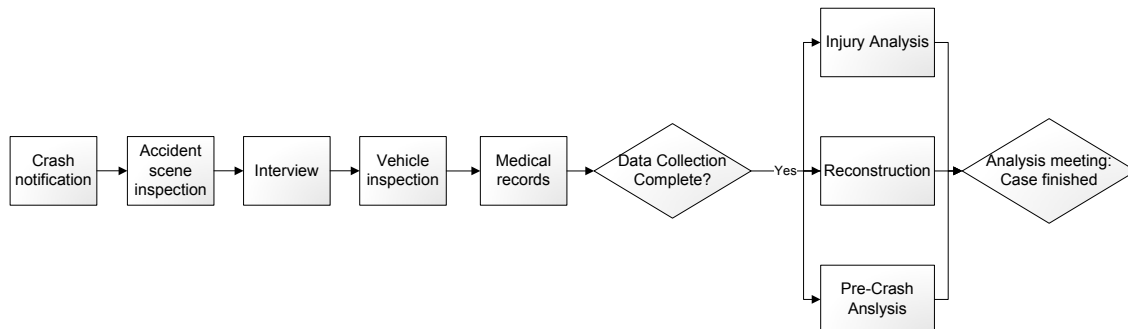 Crash
notification
Accident
scene
inspection
Interview
Vehicle
inspection
Medical
records
Data Collection
Complete?
Yes
Injury Analysis
Reconstruction
Pre-Crash
Anslysis
Analysis meeting:
Case finished